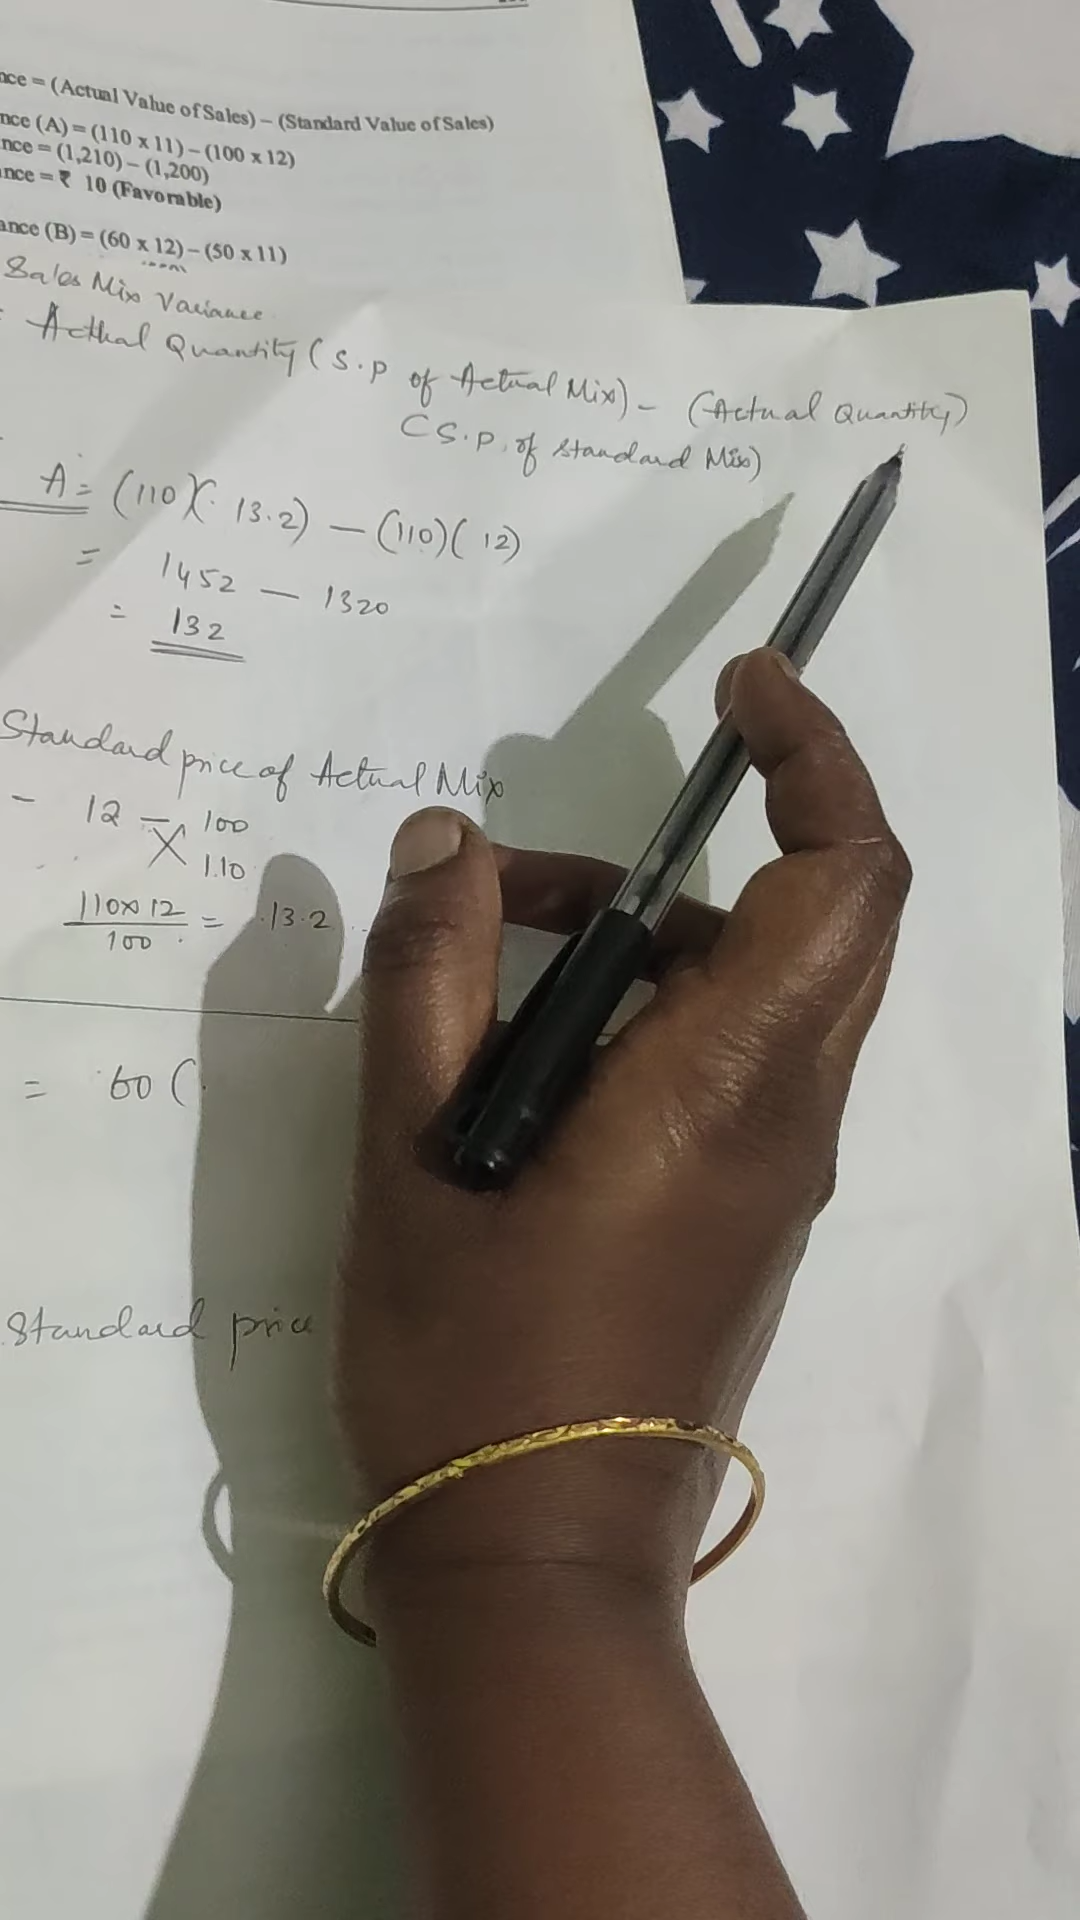 nce = (Actual Value of Sales) – (Standard Value of Sales)
nce (A) = (110 x 11) – (100 x 12)
nce = (1,210) – (1,200)
ance = ₹ 10 (Favorable)
ance (B) = (60 x 12) – (50 x 11)
Sales Mix Variance
= Actual Quantity (S.P of Actual Mix) - (Actual Quantity)
(S.P. of Standard Mix)
A = (110)(13.2) — (110)(12)
= 1452 — 1320
= 132
Standard price of Actual Mix
- 12 — 100
X 110
110x12 = 13.2
100
= 60 (
Standard price